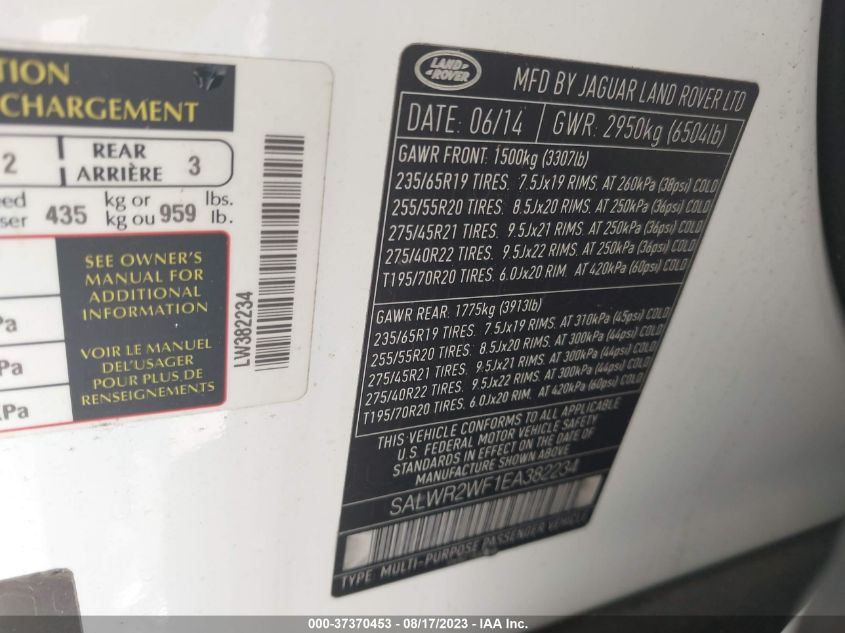 TION
CHARGEMENT
2 REAR ARRIÈRE 3
435 kg or kg ou 959 lbs. lb.
SEE OWNER'S
MANUAL FOR
ADDITIONAL
INFORMATION
VOIR LE MANUEL
DEL'USAGER
POUR PLUS DE
RENSEIGNEMENTS
Pa
Pa
kPa
LW382234
LAND ROVER
MFD BY JAGUAR LAND ROVER LTD
DATE: 06/14 GWR: 2950kg (6504lb)
GAWR FRONT: 1500kg (3307lb)
235/65R19 TIRES. 7.5Jx19 RIMS. AT 260kPa (38psi) COLD
255/55R20 TIRES. 8.5Jx20 RIMS. AT 250kPa (36psi) COLD
275/45R21 TIRES. 9.5Jx21 RIMS. AT 250kPa (36psi) COLD
275/40R22 TIRES. 9.5Jx22 RIMS. AT 250kPa (36psi) COLD
T195/70R20 TIRES. 6.0Jx20 RIM. AT 420kPa (60psi) COLD
GAWR REAR: 1775kg (3913lb)
235/65R19 TIRES. 7.5Jx19 RIMS. AT 310kPa (45psi) COLD
255/55R20 TIRES. 8.5Jx20 RIMS. AT 300kPa (44psi) COLD
275/45R21 TIRES. 9.5Jx21 RIMS. AT 300kPa (44psi) COLD
275/40R22 TIRES. 9.5Jx22 RIMS. AT 300kPa (44psi) COLD
T195/70R20 TIRES. 6.0Jx20 RIM. AT 420kPa (60psi) COLD
THIS VEHICLE CONFORMS TO ALL APPLICABLE
U.S. FEDERAL MOTOR VEHICLE SAFETY
STANDARDS IN EFFECT ON THE DATE OF
MANUFACTURE SHOWN ABOVE
SALWR2WF1EA382234
TYPE: MULTI-PURPOSE PASSENGER VEHICLE
000-37370453 - 08/17/2023 - COPYRIGHT IAA